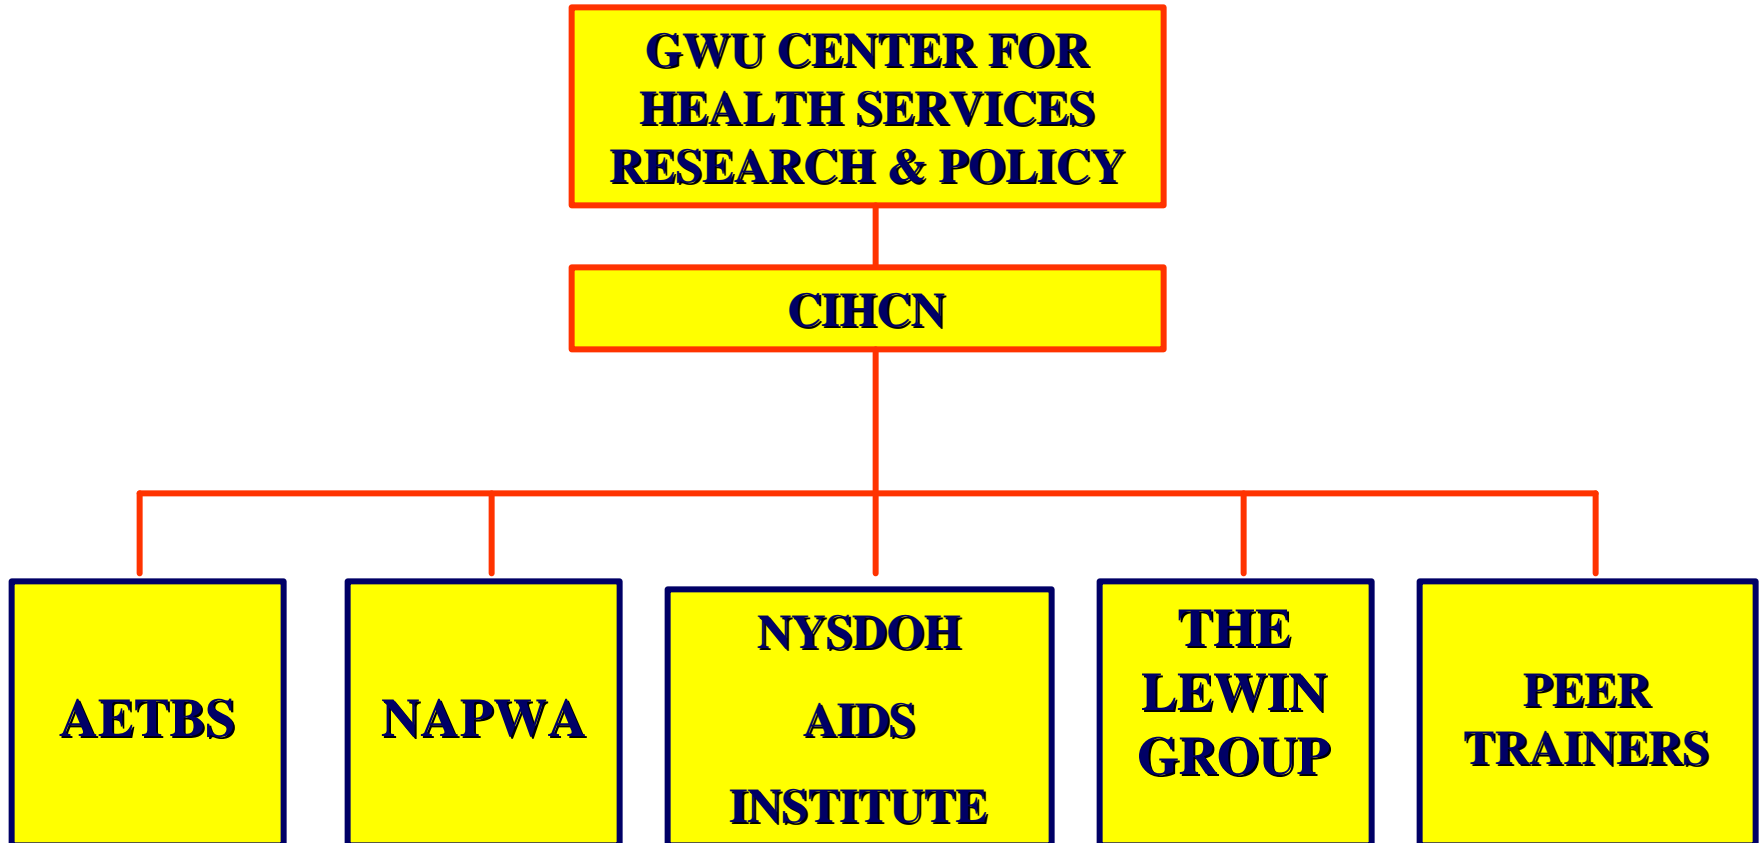 GWU CENTER FOR
HEALTH SERVICES
RESEARCH & POLICY
CIHCN
AETBS
NAPWA
NYSDOH
AIDS
INSTITUTE
THE
LEWIN
GROUP
PEER
TRAINERS